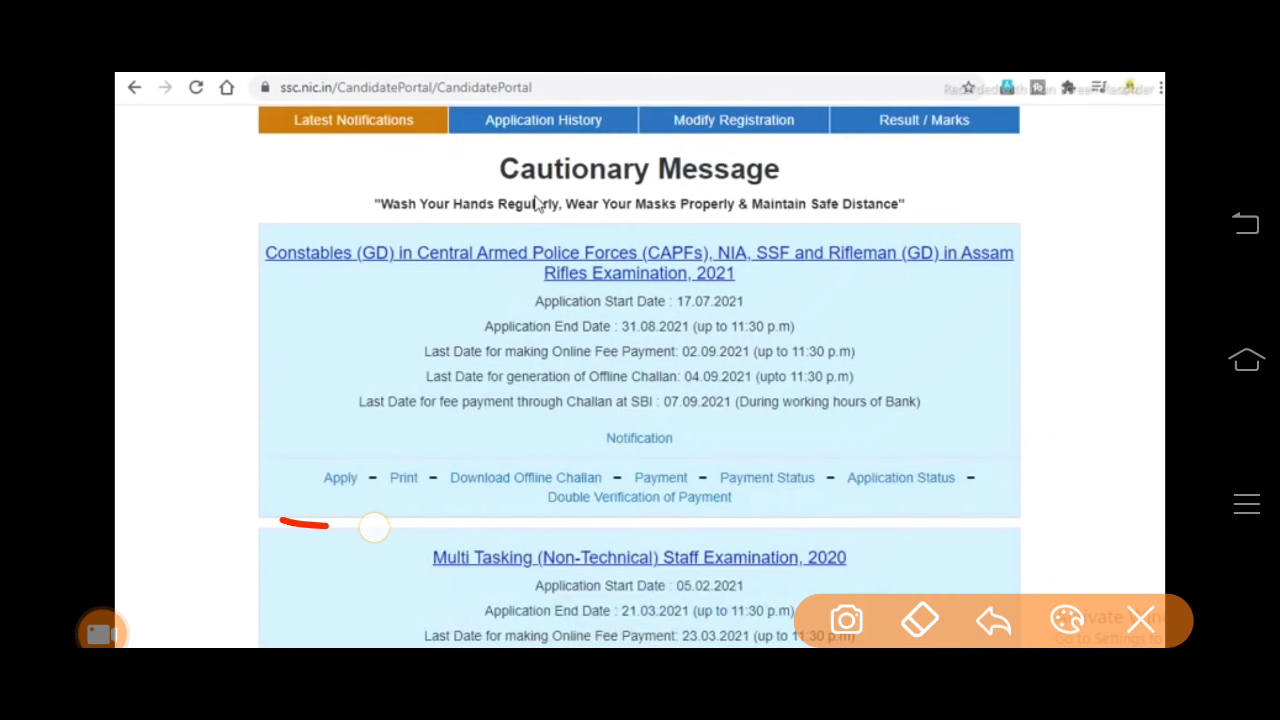 ssc.nic.in/CandidatePortal/CandidatePortal
Latest Notifications Application History Modify Registration Result / Marks
Cautionary Message
"Wash Your Hands Regularly, Wear Your Masks Properly & Maintain Safe Distance"
Constables (GD) in Central Armed Police Forces (CAPFs), NIA, SSF and Rifleman (GD) in Assam
Rifles Examination, 2021
Application Start Date : 17.07.2021
Application End Date : 31.08.2021 (up to 11:30 p.m)
Last Date for making Online Fee Payment: 02.09.2021 (up to 11:30 p.m)
Last Date for generation of Offline Challan: 04.09.2021 (upto 11:30 p.m)
Last Date for fee payment through Challan at SBI : 07.09.2021 (During working hours of Bank)
Notification
Apply - Print - Download Offline Challan - Payment - Payment Status - Application Status -
Double Verification of Payment
Multi Tasking (Non-Technical) Staff Examination, 2020
Application Start Date : 05.02.2021
Application End Date : 21.03.2021 (up to 11:30 p.m)
Last Date for making Online Fee Payment: 23.03.2021 (up to 11:30 p.m)